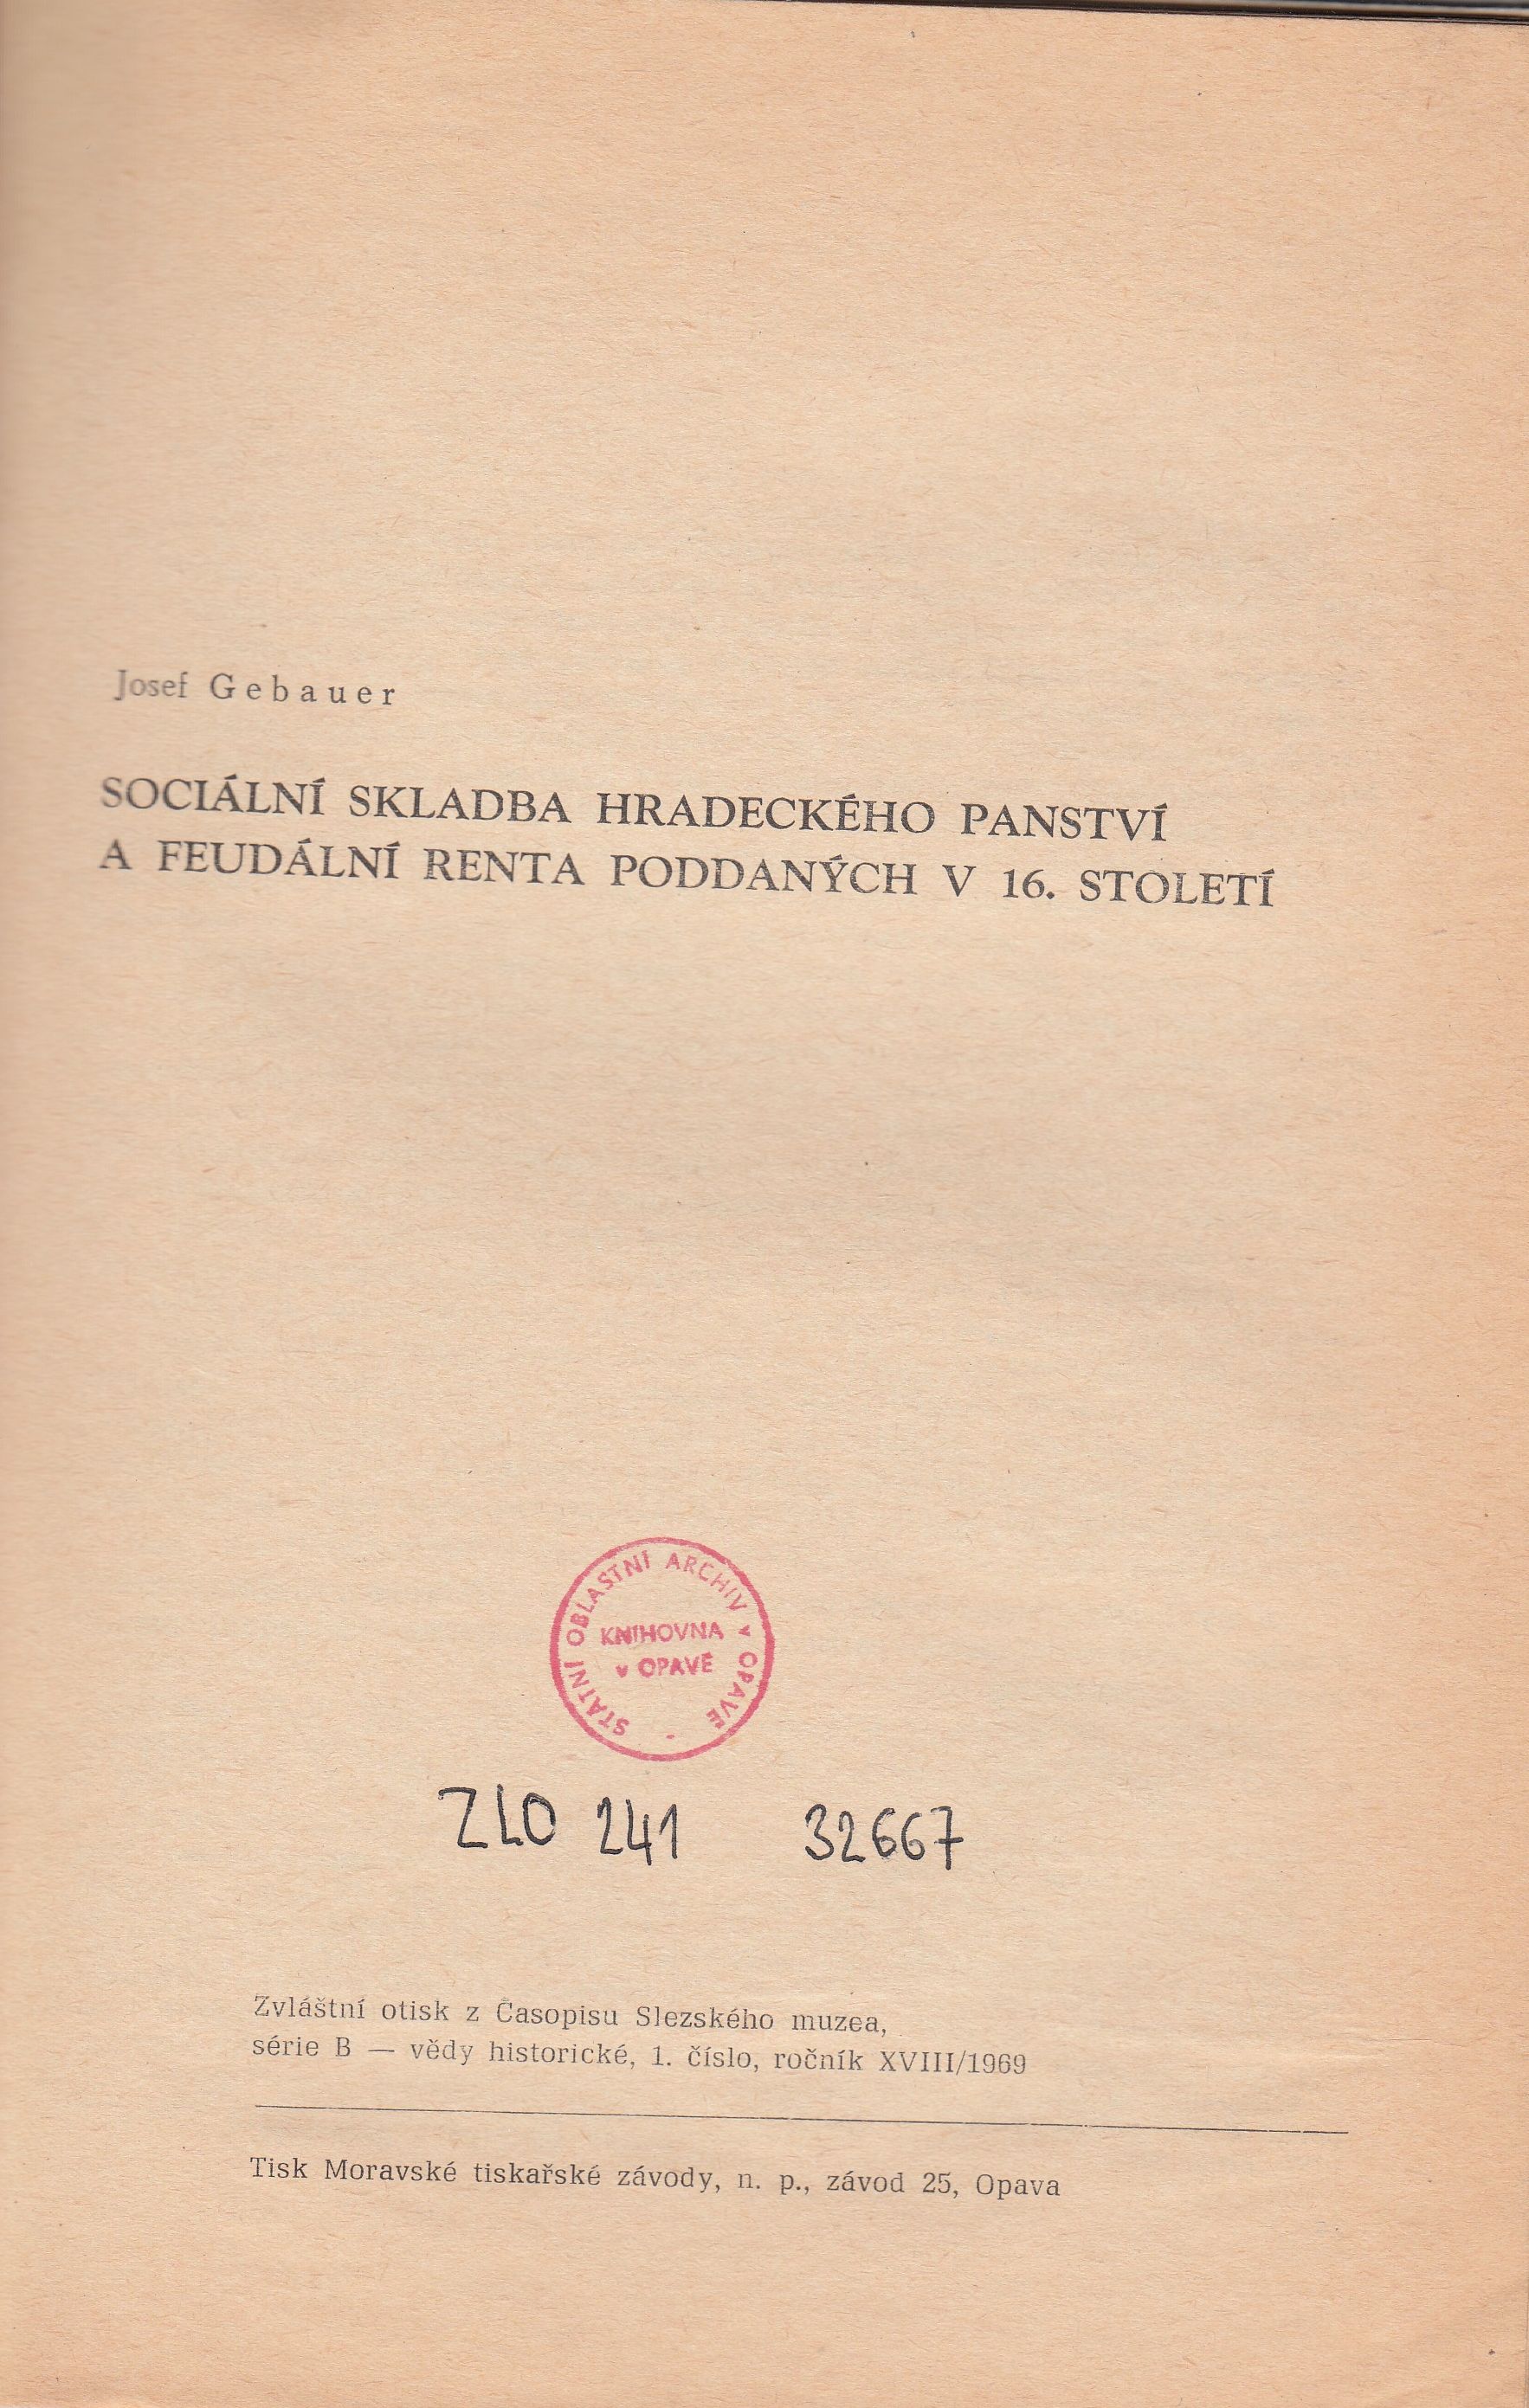 Josef Gebauer
SOCIÁLNÍ SKLADBA HRADECKÉHO PANSTVÍ
A FEUDÁLNÍ RENTA PODDANÝCH V 16. STOLETÍ
STÁTNÍ OBLASTNÍ ARCHIV v OPAVĚ
KNIHOVNA
v OPAVĚ
ZLO 241 32667
Zvláštní otisk z Časopisu Slezského muzea,
série B — vědy historické, 1. číslo, ročník XVIII/1969
Tisk Moravské tiskařské závody, n. p., závod 25, Opava